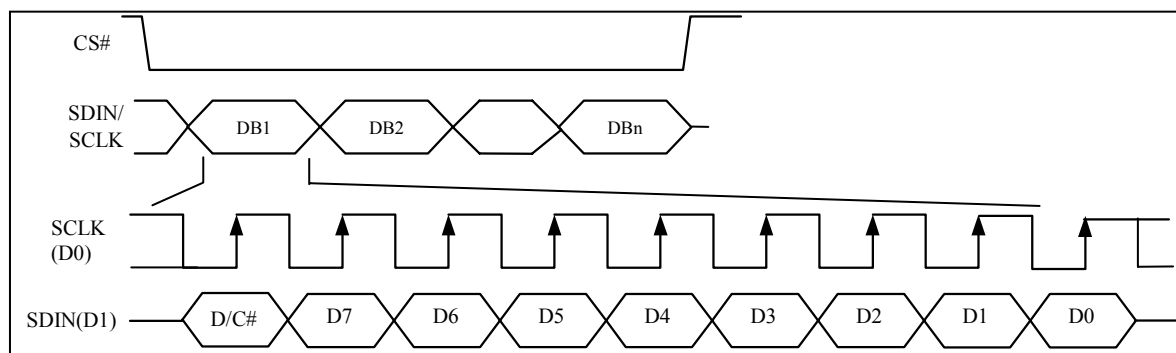 CS#
SDIN/
SCLK
DB1 DB2 DBn
SCLK
(D0)
SDIN(D1) D/C# D7 D6 D5 D4 D3 D2 D1 D0